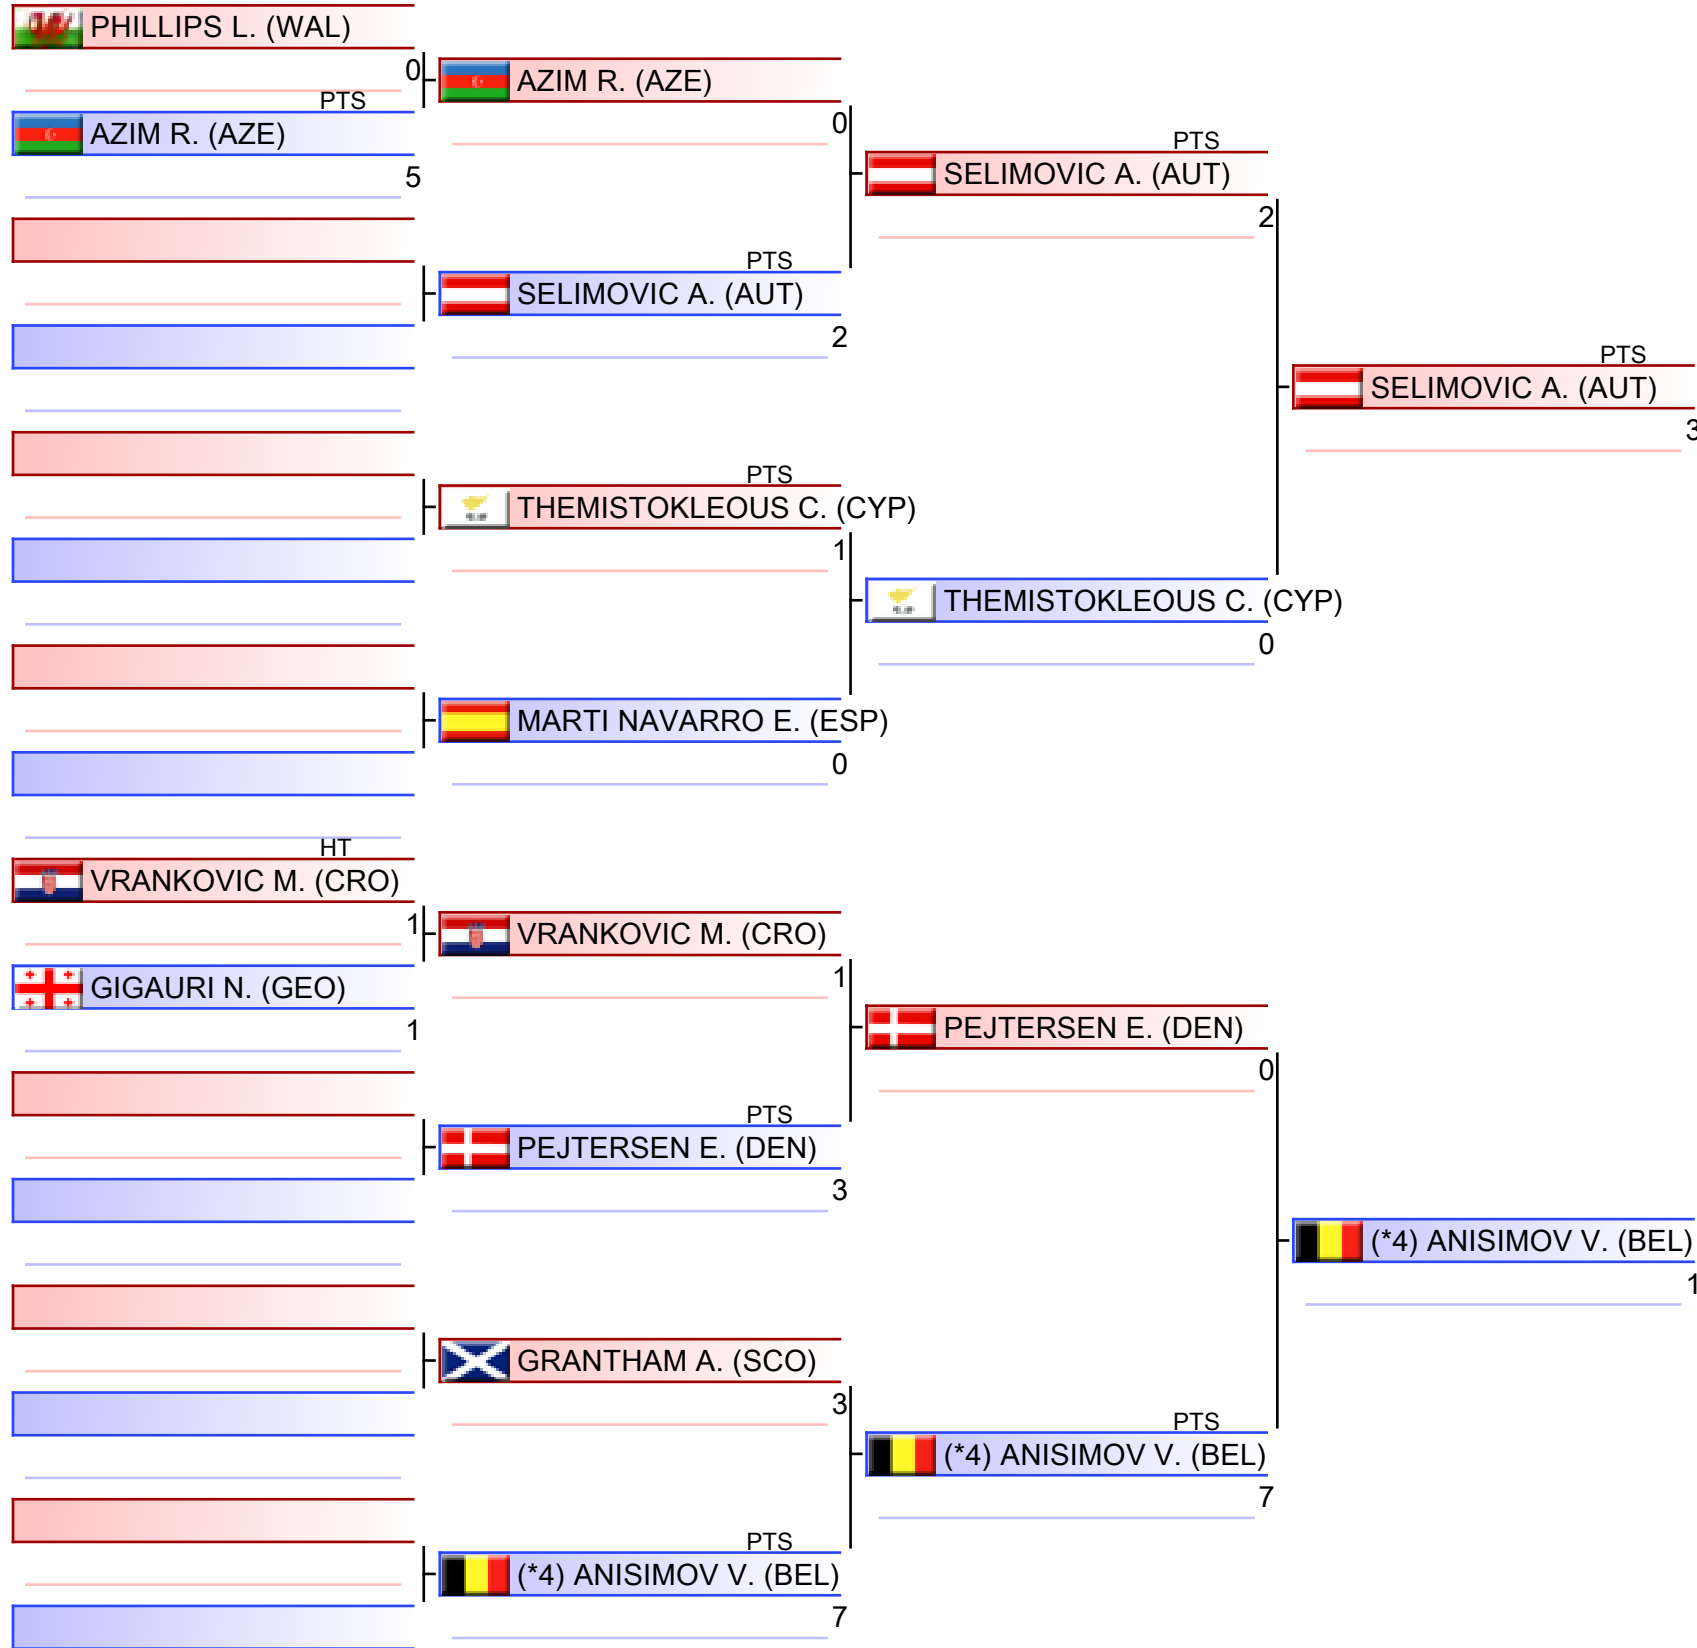 PHILLIPS L. (WAL)
0
PTS
AZIM R. (AZE)
5
HT
VRANKOVIC M. (CRO)
1
GIGAURI N. (GEO)
1
AZIM R. (AZE)
0
PTS
SELIMOVIC A. (AUT)
2
PTS
THEMISTOKLEOUS C. (CYP)
1
MARTI NAVARRO E. (ESP)
0
VRANKOVIC M. (CRO)
1
PTS
PEJTERSEN E. (DEN)
3
GRANTHAM A. (SCO)
3
PTS
(*4) ANISIMOV V. (BEL)
7
PTS
SELIMOVIC A. (AUT)
2
THEMISTOKLEOUS C. (CYP)
0
PEJTERSEN E. (DEN)
0
PTS
(*4) ANISIMOV V. (BEL)
7
PTS
SELIMOVIC A. (AUT)
3
(*4) ANISIMOV V. (BEL)
1